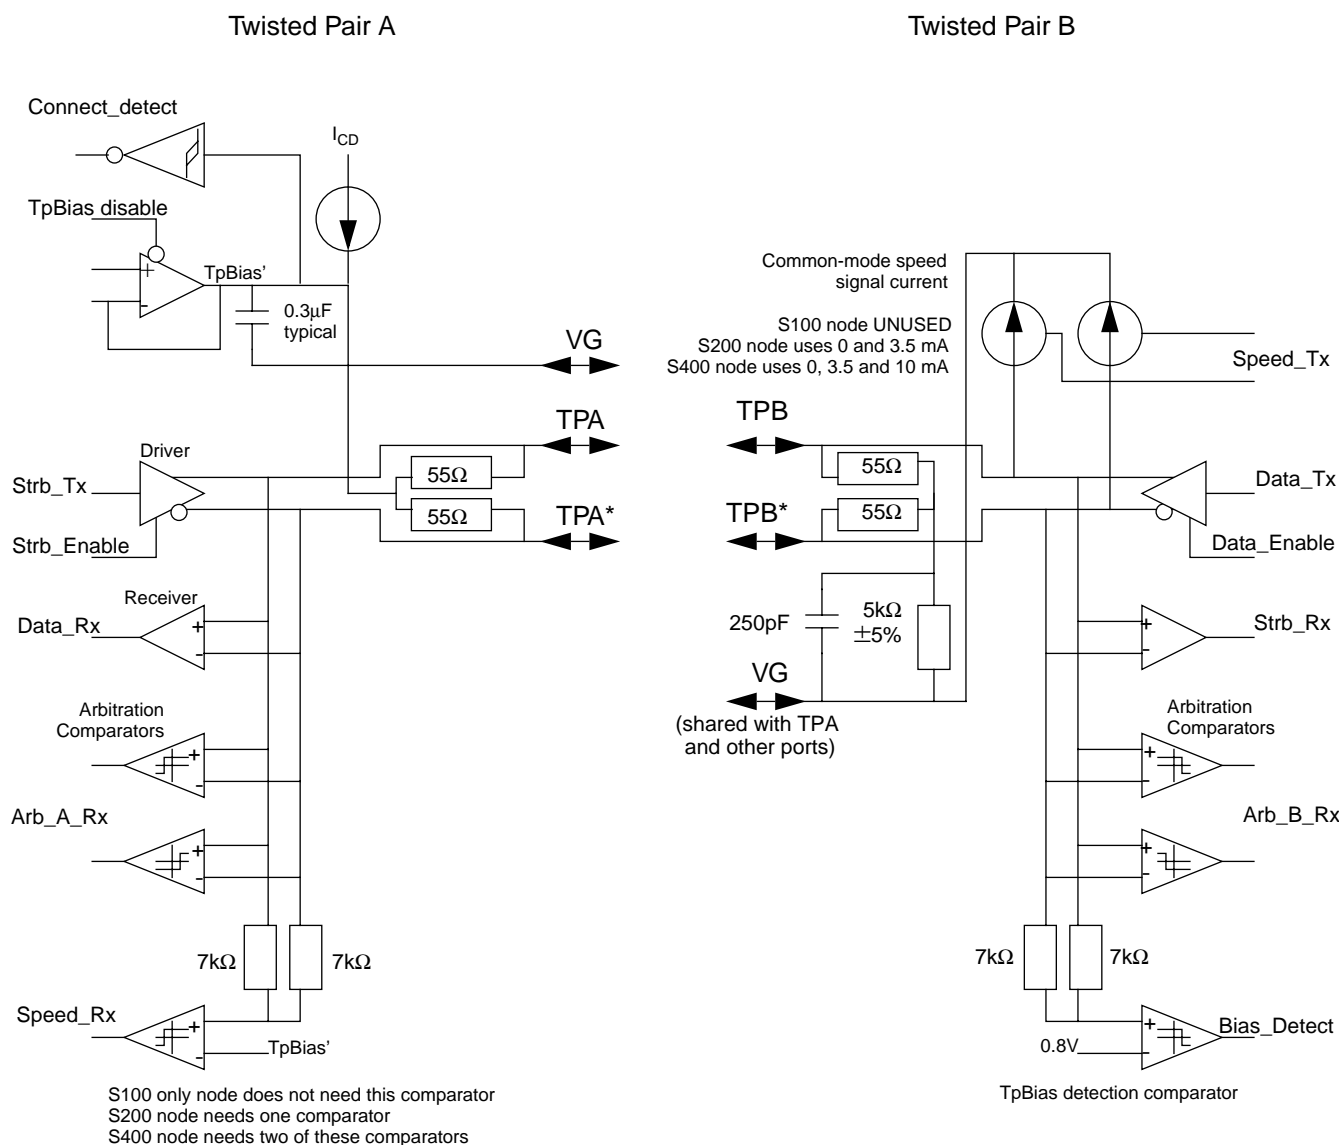 Twisted Pair A
Twisted Pair B
Connect_detect
I_CD
TpBias disable
+
-
TpBias’
0.3μF
typical
VG
Common-mode speed
signal current
S100 node UNUSED
S200 node uses 0 and 3.5 mA
S400 node uses 0, 3.5 and 10 mA
Speed_Tx
TPA
TPB
Driver
55Ω
55Ω
Strb_Tx
Data_Tx
55Ω
TPA*
TPB*
55Ω
Strb_Enable
Data_Enable
Receiver
Data_Rx
+
-
250pF
5kΩ
±5%
+
-
Strb_Rx
VG
(shared with TPA
and other ports)
Arbitration
Comparators
+
-
Arbitration
Comparators
+
-
Arb_A_Rx
+
-
Arb_B_Rx
+
-
7kΩ
7kΩ
7kΩ
7kΩ
Speed_Rx
+
-
TpBias’
0.8V
+
-
Bias_Detect
S100 only node does not need this comparator
S200 node needs one comparator
S400 node needs two of these comparators
TpBias detection comparator